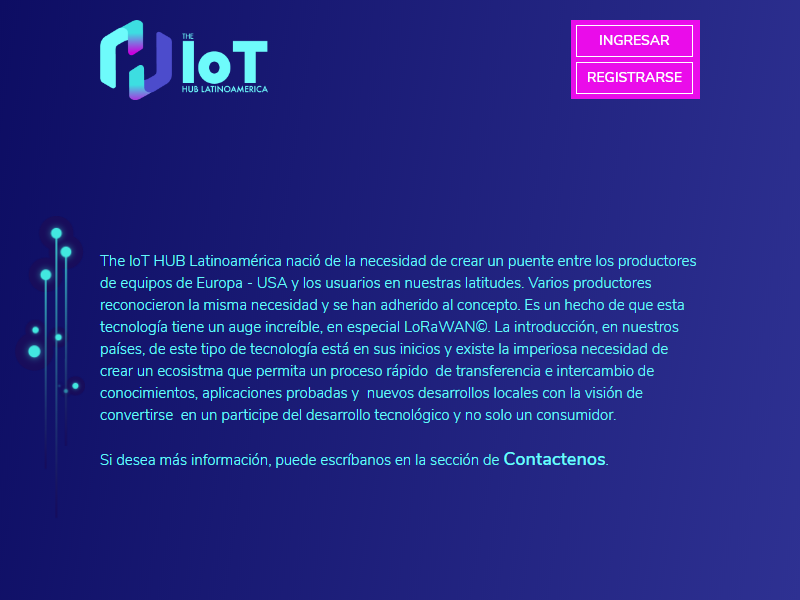 THE
IoT
HUB LATINOAMERICA
INGRESAR
REGISTRARSE
The IoT HUB Latinoamérica nació de la necesidad de crear un puente entre los productores
de equipos de Europa - USA y los usuarios en nuestras latitudes. Varios productores
reconocieron la misma necesidad y se han adherido al concepto. Es un hecho de que esta
tecnología tiene un auge increíble, en especial LoRaWAN©. La introducción, en nuestros
países, de este tipo de tecnología está en sus inicios y existe la imperiosa necesidad de
crear un ecosistma que permita un proceso rápido  de transferencia e intercambio de
conocimientos, aplicaciones probadas y  nuevos desarrollos locales con la visión de
convertirse  en un participe del desarrollo tecnológico y no solo un consumidor.
Si desea más información, puede escríbanos en la sección de Contactenos.